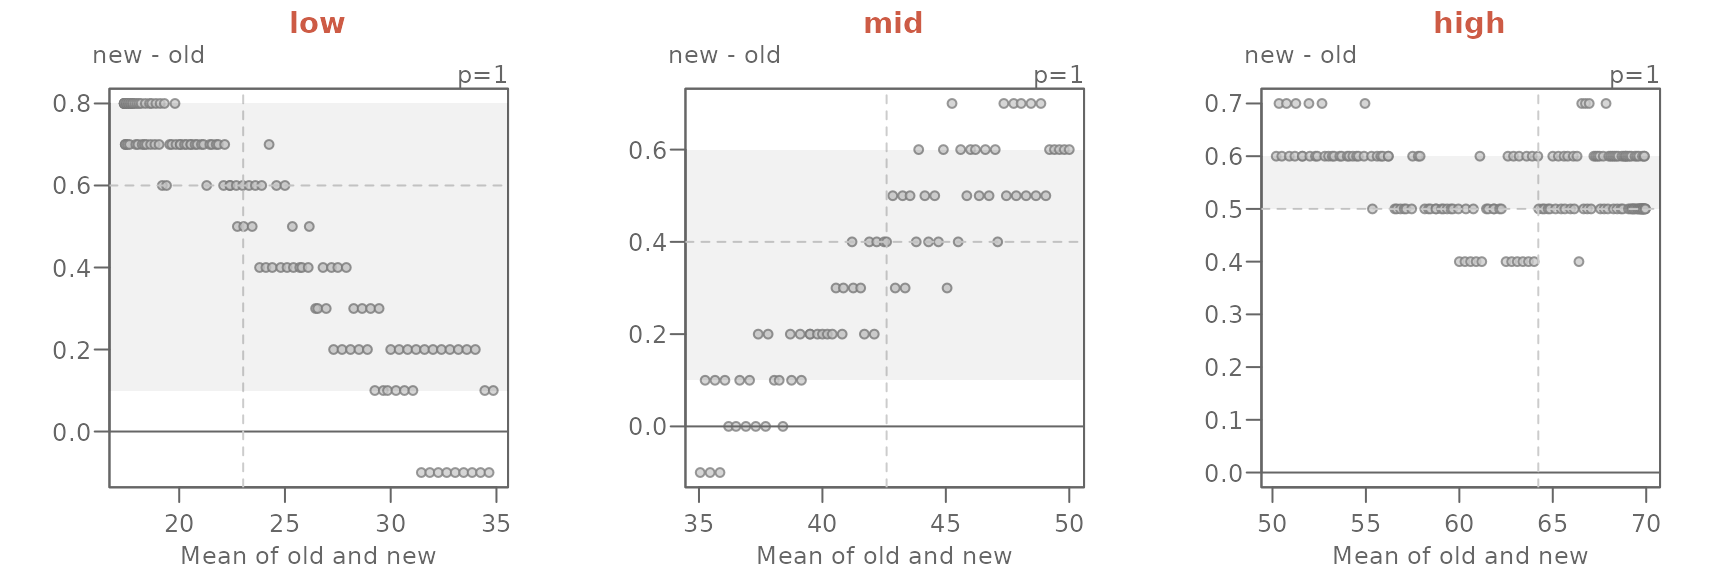 low
new - old
p=1
0.8
0.6
0.4
0.2
0.0
20 25 30 35
Mean of old and new
mid
new - old
p=1
0.6
0.4
0.2
0.0
35 40 45 50
Mean of old and new
high
new - old
p=1
0.7
0.6
0.5
0.4
0.3
0.2
0.1
0.0
50 55 60 65 70
Mean of old and new